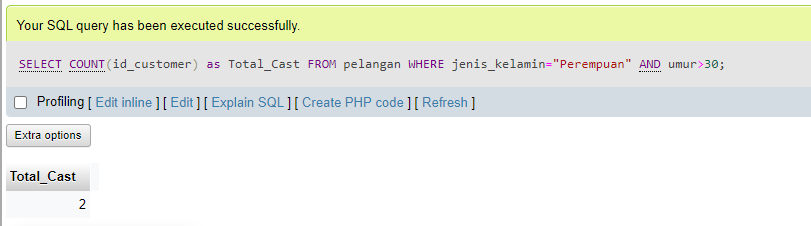 Your SQL query has been executed successfully.
SELECT COUNT(id_customer) as Total_Cast FROM pelangan WHERE jenis_kelamin="Perempuan" AND umur>30;
Profiling [ Edit inline ] [ Edit ] [ Explain SQL ] [ Create PHP code ] [ Refresh ]
Extra options
Total_Cast
2